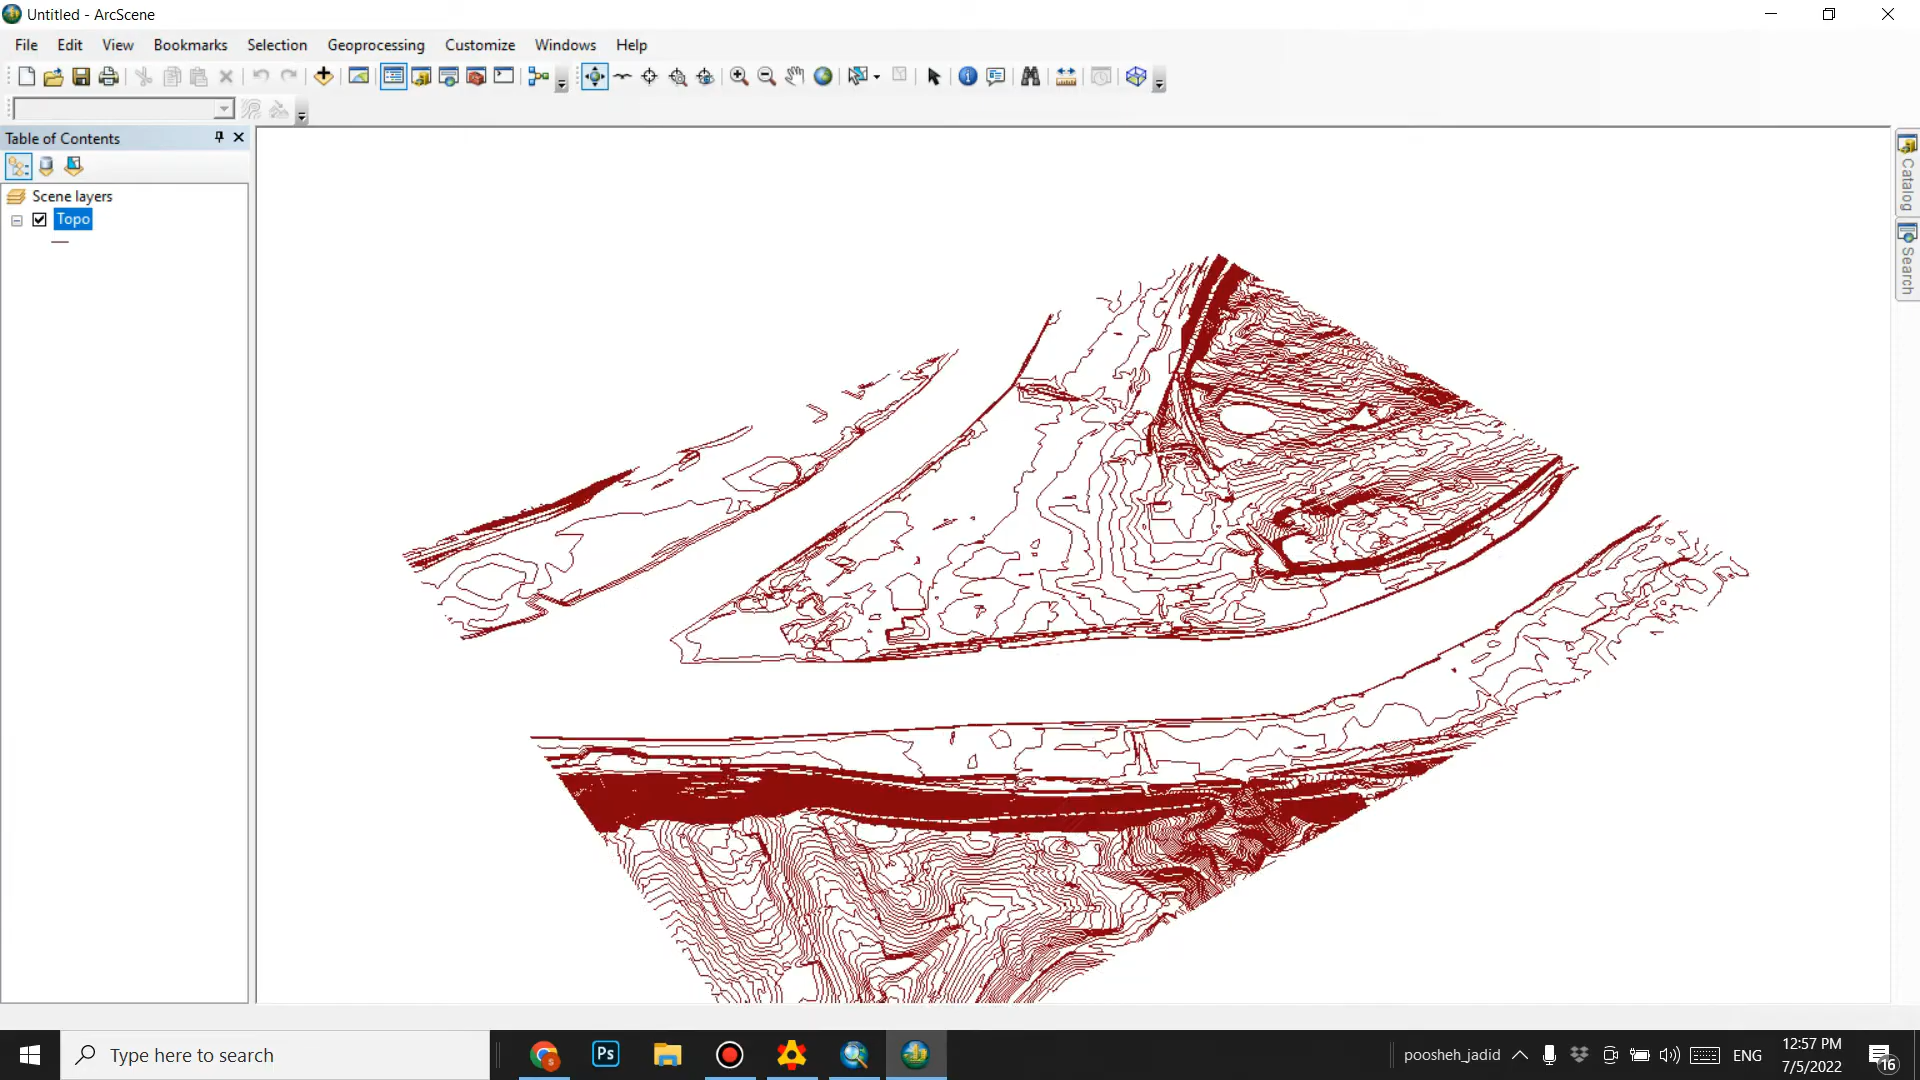 Untitled - ArcScene
File Edit View Bookmarks Selection Geoprocessing Customize Windows Help
Table of Contents
Scene layers
Topo
Catalog
Search
Type here to search
Ps
poosheh_jadid
ENG
12:57 PM
7/5/2022
16